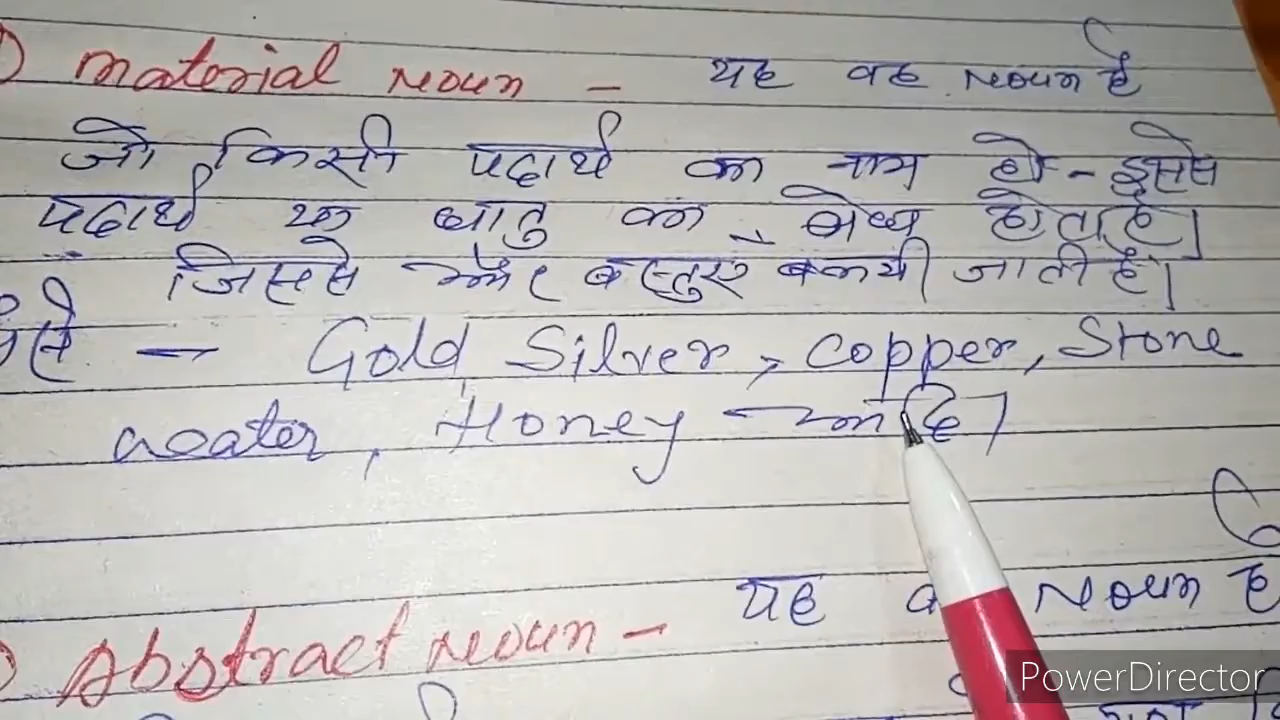 ) Material Noun - यह वह Noun है
जो किसी पदार्थ का नाम हो - इससे
पदार्थ या धातु का बोध होता है।
जिससे और वस्तुएं बनायी जाती है।
जैसे - Gold Silver, Copper, Stone
water, Honey आदि।
यह Noun है
) Abstract Noun -
PowerDirector